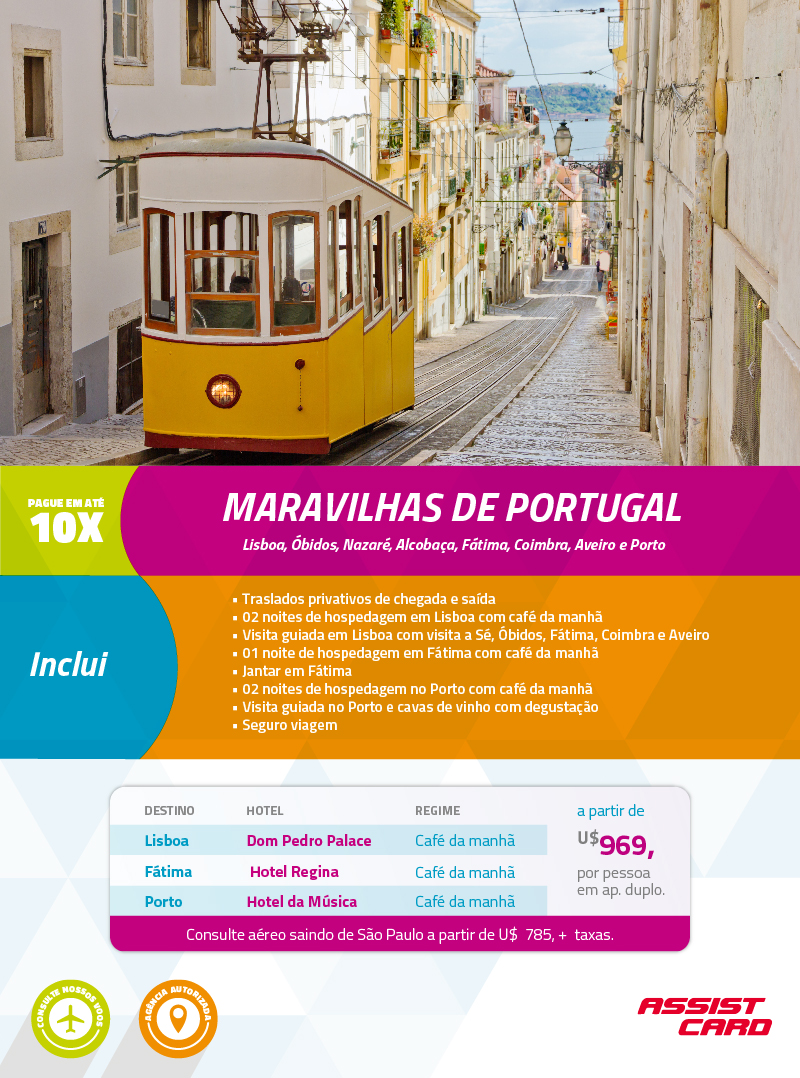 PAGUE EM ATÉ
10X
MARAVILHAS DE PORTUGAL
Lisboa, Óbidos, Nazaré, Alcobaça, Fátima, Coimbra, Aveiro e Porto
Inclui
• Traslados privativos de chegada e saída
• 02 noites de hospedagem em Lisboa com café da manhã
• Visita guiada em Lisboa com visita a Sé, Óbidos, Fátima, Coimbra e Aveiro
• 01 noite de hospedagem em Fátima com café da manhã
• Jantar em Fátima
• 02 noites de hospedagem no Porto com café da manhã
• Visita guiada no Porto e cavas de vinho com degustação
• Seguro viagem
DESTINO HOTEL REGIME
Lisboa Dom Pedro Palace Café da manhã
Fátima Hotel Regina Café da manhã
Porto Hotel da Música Café da manhã
a partir de
U$969,
por pessoa
em ap. duplo.
Consulte aéreo saindo de São Paulo a partir de U$ 785, + taxas.
CONSULTE NOSSOS VOOS
AGÊNCIA AUTORIZADA
ASSIST
CARD